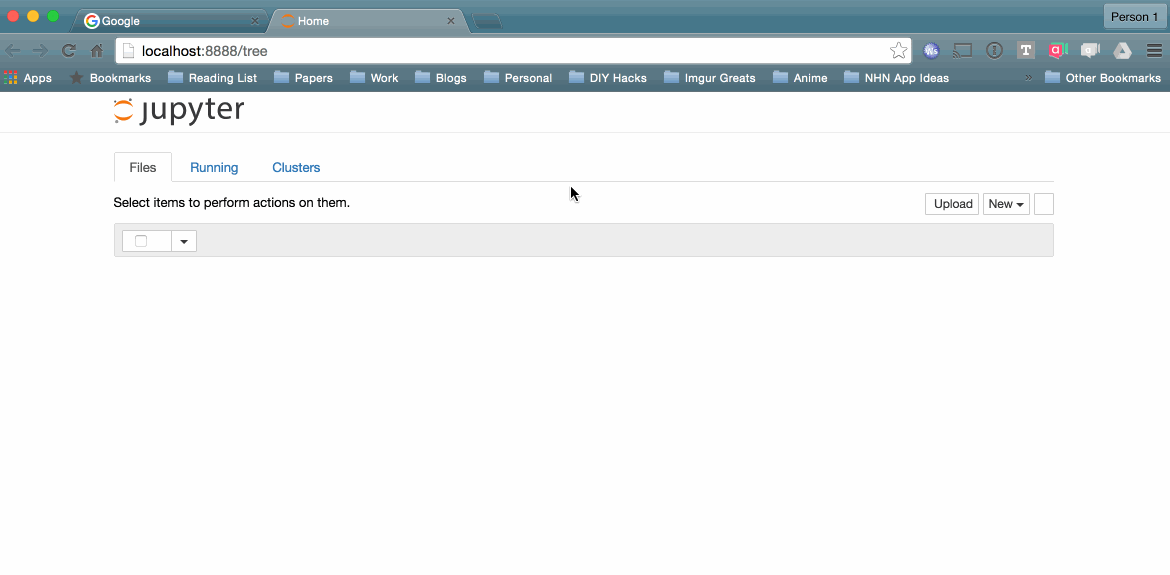 Google
Home
Person 1
localhost:8888/tree
Ws
T
a
a
Apps
Bookmarks
Reading List
Papers
Work
Blogs
Personal
DIY Hacks
Imgur Greats
Anime
NHN App Ideas
»
Other Bookmarks
jupyter
Files
Running
Clusters
Select items to perform actions on them.
Upload
New